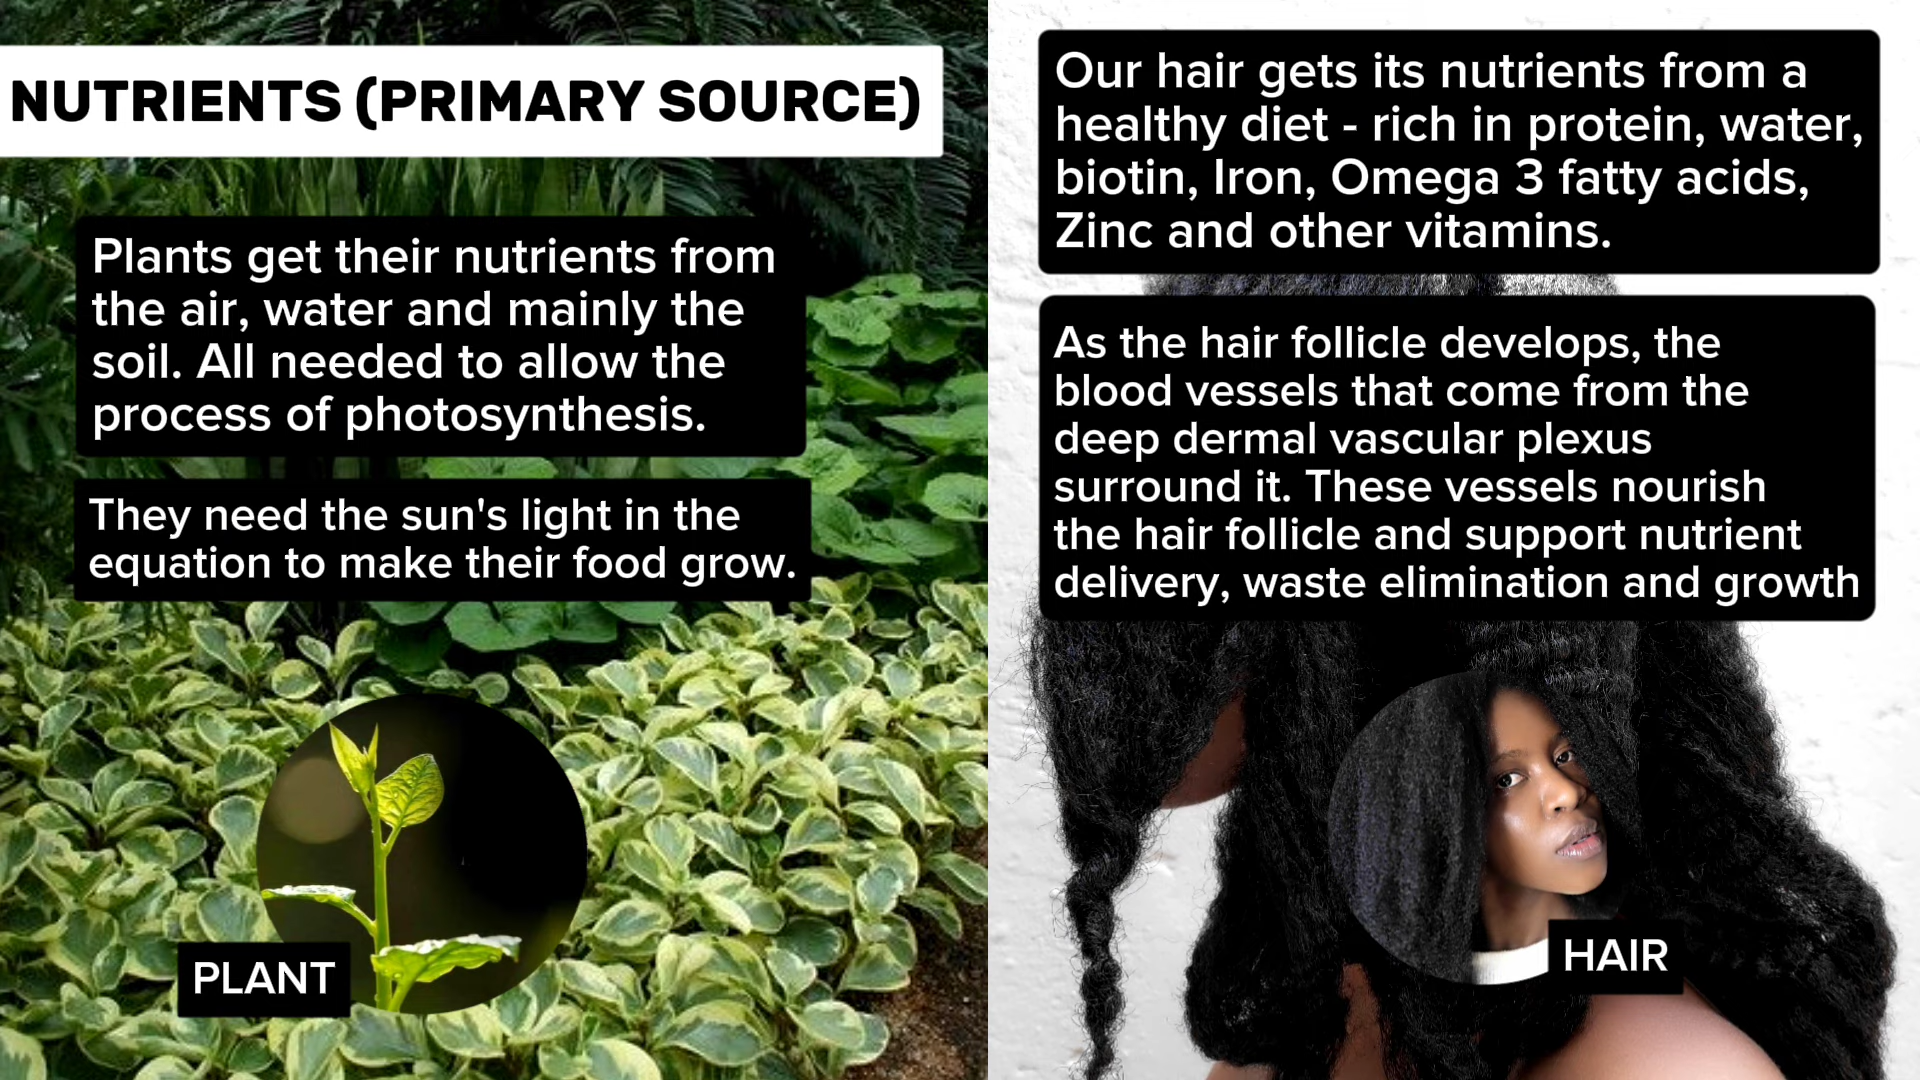 NUTRIENTS (PRIMARY SOURCE)
Plants get their nutrients from
the air, water and mainly the
soil. All needed to allow the
process of photosynthesis.
They need the sun's light in the
equation to make their food grow.
PLANT
Our hair gets its nutrients from a
healthy diet - rich in protein, water,
biotin, Iron, Omega 3 fatty acids,
Zinc and other vitamins.
As the hair follicle develops, the
blood vessels that come from the
deep dermal vascular plexus
surround it. These vessels nourish
the hair follicle and support nutrient
delivery, waste elimination and growth
HAIR